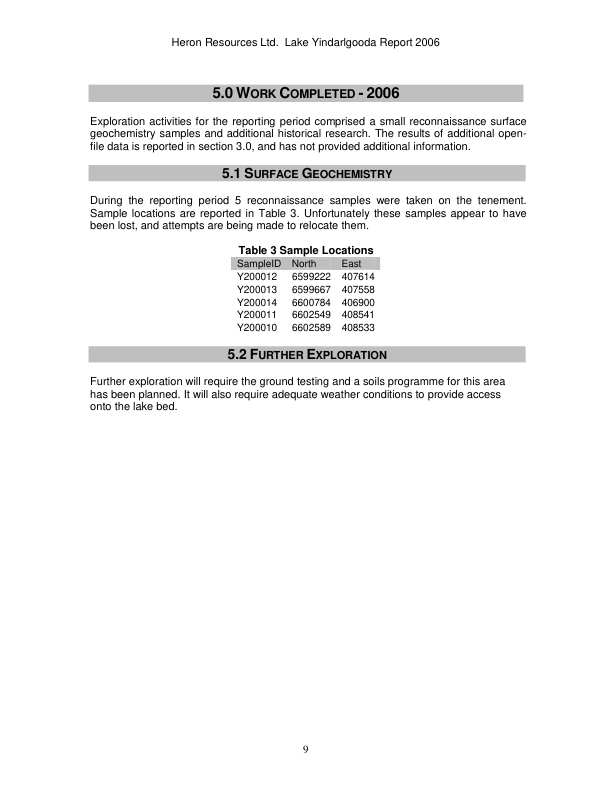 Heron Resources Ltd.  Lake Yindarlgooda Report 2006
5.0 WORK COMPLETED - 2006
Exploration activities for the reporting period comprised a small reconnaissance surface
geochemistry samples and additional historical research. The results of additional open-
file data is reported in section 3.0, and has not provided additional information.
5.1 SURFACE GEOCHEMISTRY
During the reporting period 5 reconnaissance samples were taken on the tenement.
Sample locations are reported in Table 3. Unfortunately these samples appear to have
been lost, and attempts are being made to relocate them.
Table 3 Sample Locations
SampleID North East
Y200012 6599222 407614
Y200013 6599667 407558
Y200014 6600784 406900
Y200011 6602549 408541
Y200010 6602589 408533
5.2 FURTHER EXPLORATION
Further exploration will require the ground testing and a soils programme for this area
has been planned. It will also require adequate weather conditions to provide access
onto the lake bed.
9